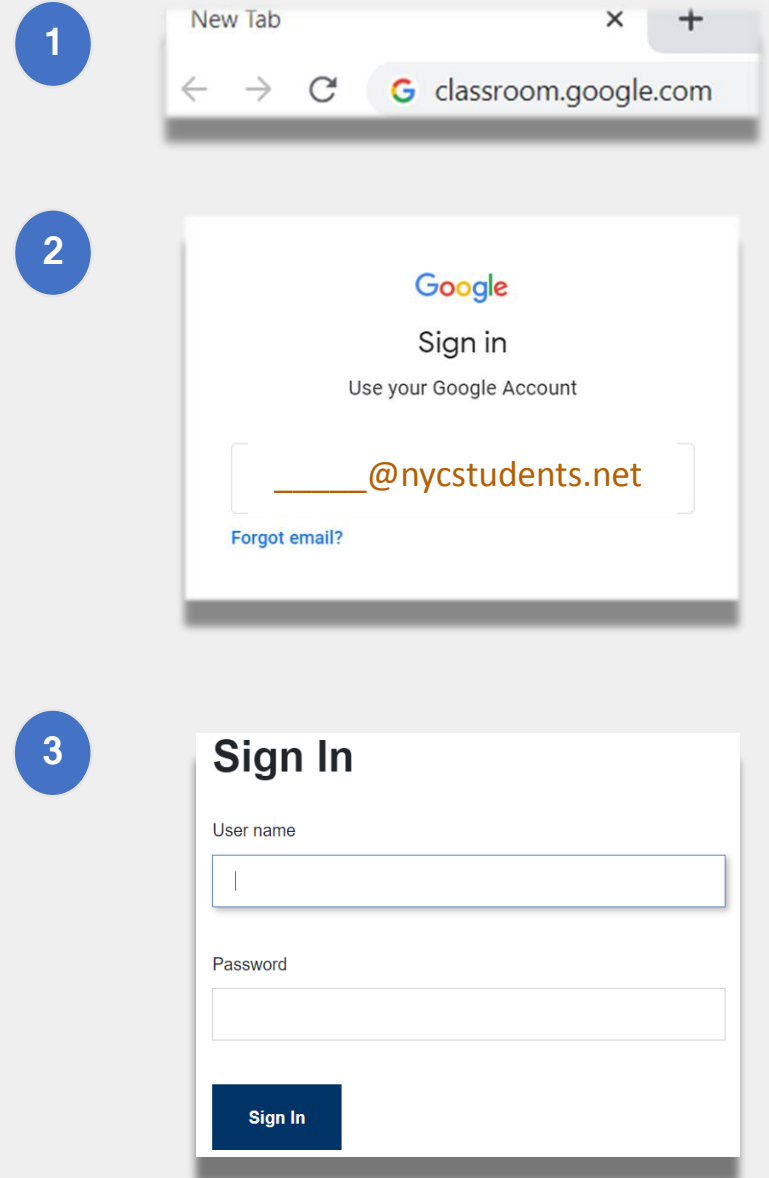 1
New Tab
classroom.google.com
2
Google
Sign in
Use your Google Account
_____@nycstudents.net
Forgot email?
3
Sign In
User name
Password
Sign In